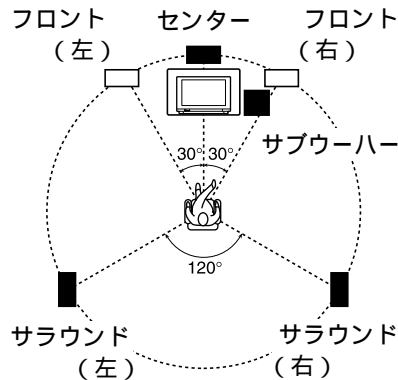 フロント
（左）
センター
フロント
（右）
サブウーハー
30° 30°
120°
サラウンド
（左）
サラウンド
（右）